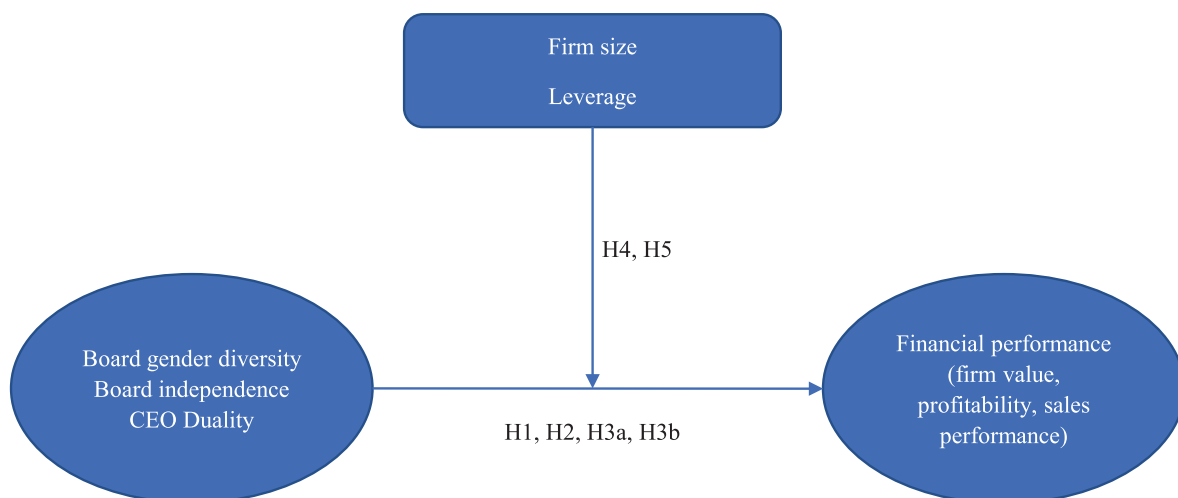 Firm size
Leverage
H4, H5
Board gender diversity
Board independence
CEO Duality
H1, H2, H3a, H3b
Financial performance
(firm value,
profitability, sales
performance)